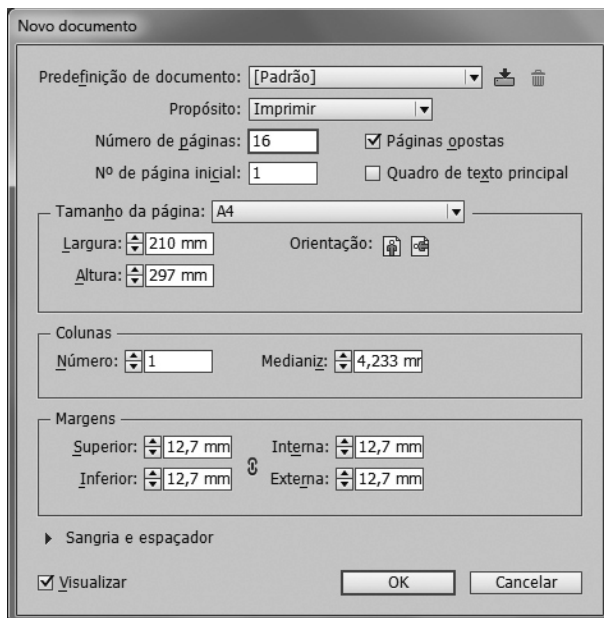 Novo documento
Predefinição de documento: [Padrão]
Propósito: Imprimir
Número de páginas: 16 Páginas opostas
Nº de página inicial: 1 Quadro de texto principal
Tamanho da página: A4
Largura: 210 mm Orientação:
Altura: 297 mm
Colunas
Número: 1 Medianiz: 4,233 mr
Margens
Superior: 12,7 mm Interna: 12,7 mm
Inferior: 12,7 mm Externa: 12,7 mm
Sangria e espaçador
Visualizar OK Cancelar